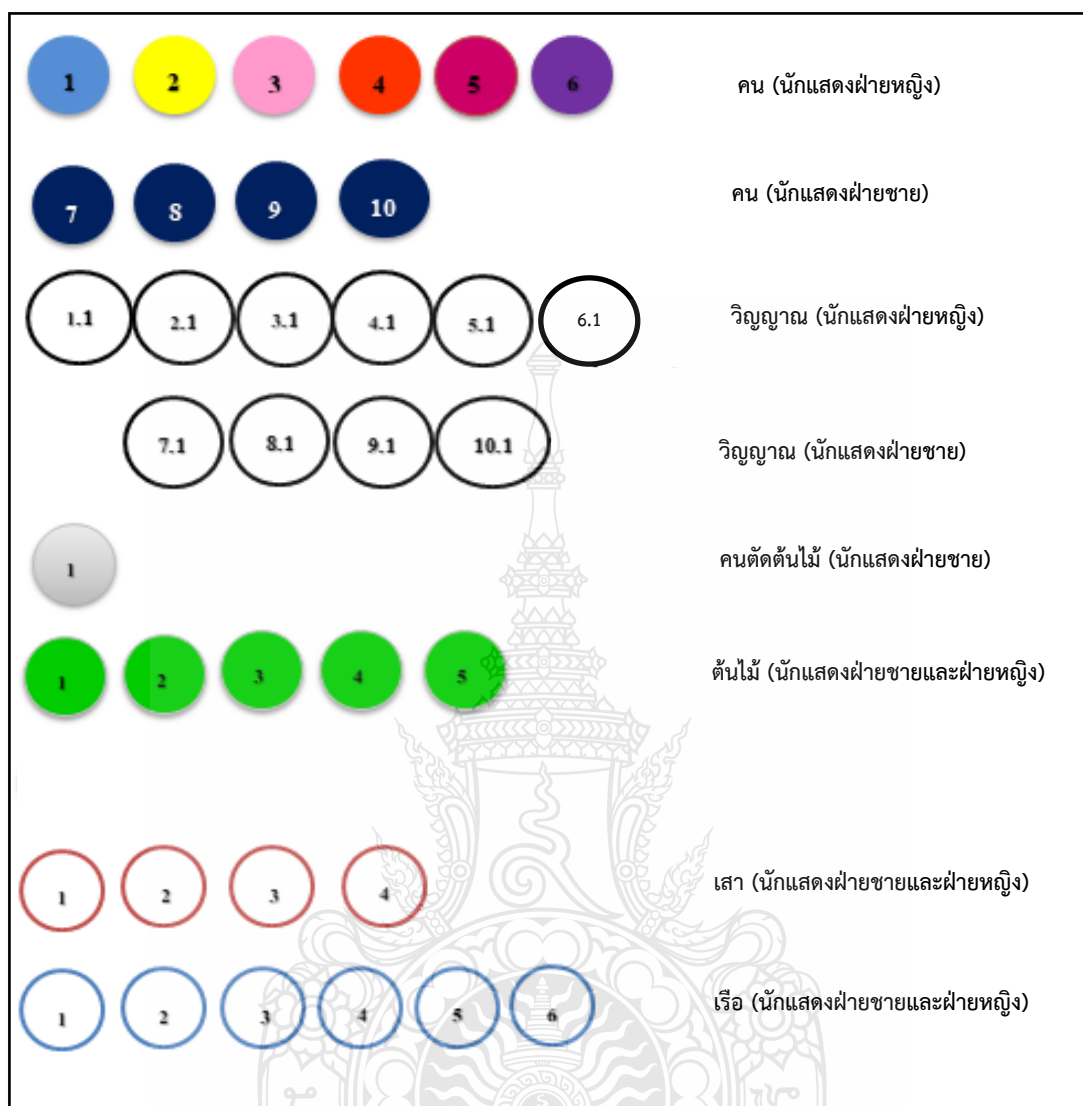 1 2 3 4 5 6 คน (นักแสดงฝ่ายหญิง)
7 8 9 10 คน (นักแสดงฝ่ายชาย)
1.1 2.1 3.1 4.1 5.1 6.1 วิญญาณ (นักแสดงฝ่ายหญิง)
7.1 8.1 9.1 10.1 วิญญาณ (นักแสดงฝ่ายชาย)
1 คนตัดต้นไม้ (นักแสดงฝ่ายชาย)
1 2 3 4 5 ต้นไม้ (นักแสดงฝ่ายชายและฝ่ายหญิง)
1 2 3 4 เสา (นักแสดงฝ่ายชายและฝ่ายหญิง)
1 2 3 4 5 6 เรือ (นักแสดงฝ่ายชายและฝ่ายหญิง)